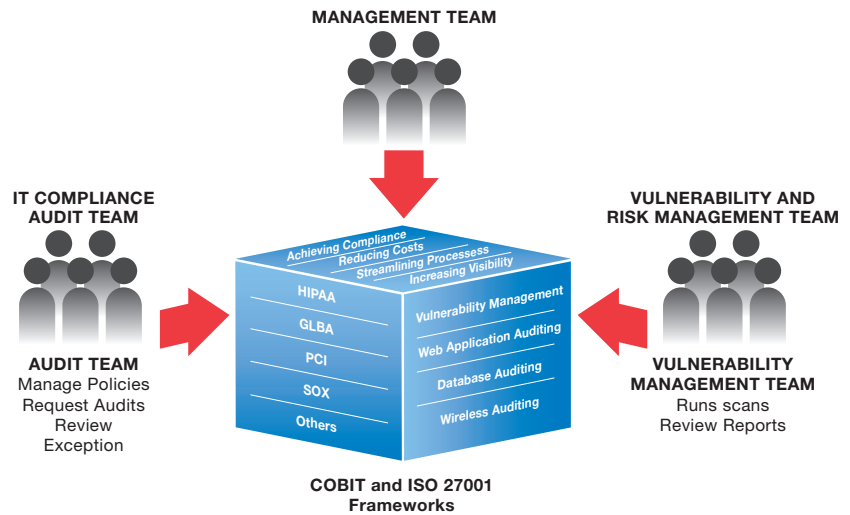 MANAGEMENT TEAM
IT COMPLIANCE
AUDIT TEAM
VULNERABILITY AND
RISK MANAGEMENT TEAM
Achieving Compliance
Reducing Costs
Streamlining Processess
Increasing Visibility
HIPAA
GLBA
PCI
SOX
Others
Vulnerability Management
Web Application Auditing
Database Auditing
Wireless Auditing
AUDIT TEAM
Manage Policies
Request Audits
Review
Exception
VULNERABILITY
MANAGEMENT TEAM
Runs scans
Review Reports
COBIT and ISO 27001
Frameworks